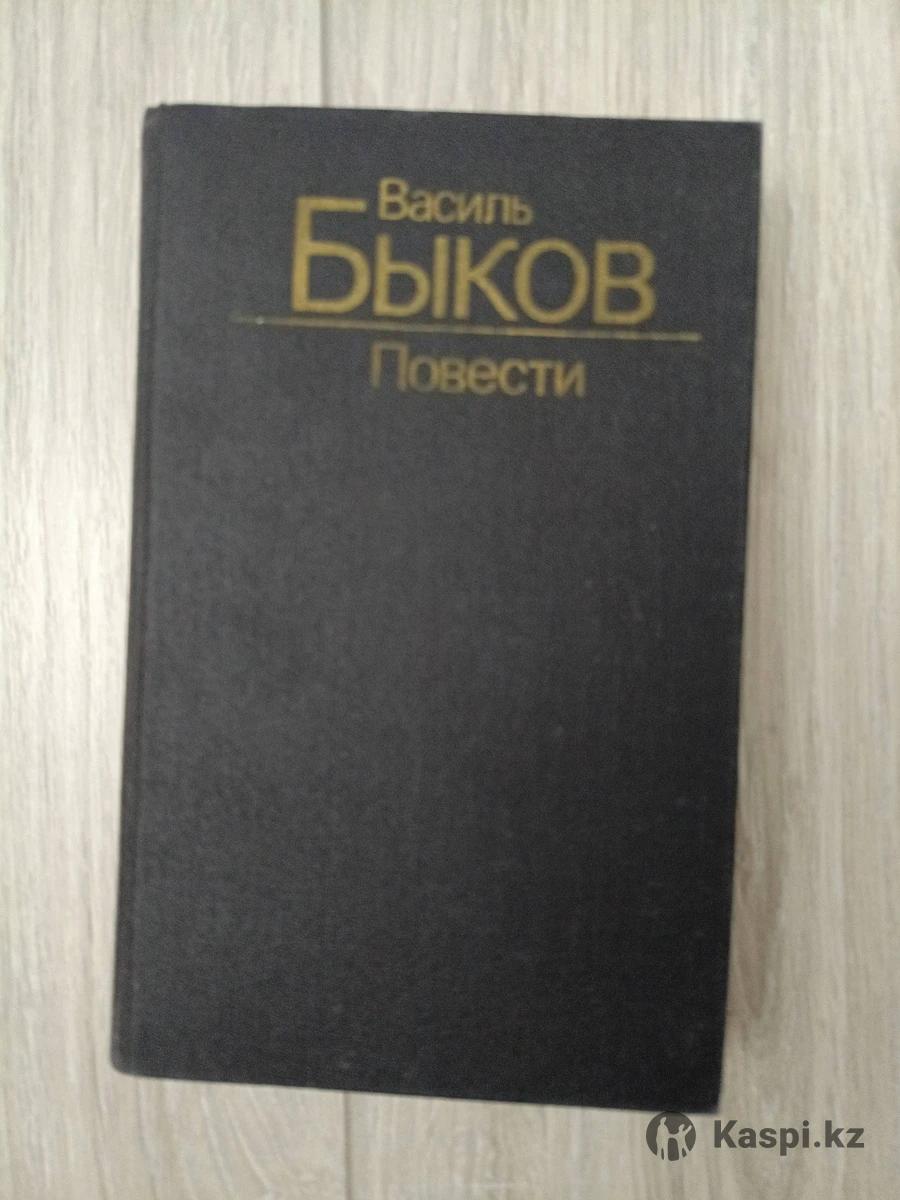 Василь
Быков
Повести
Kaspi.kz